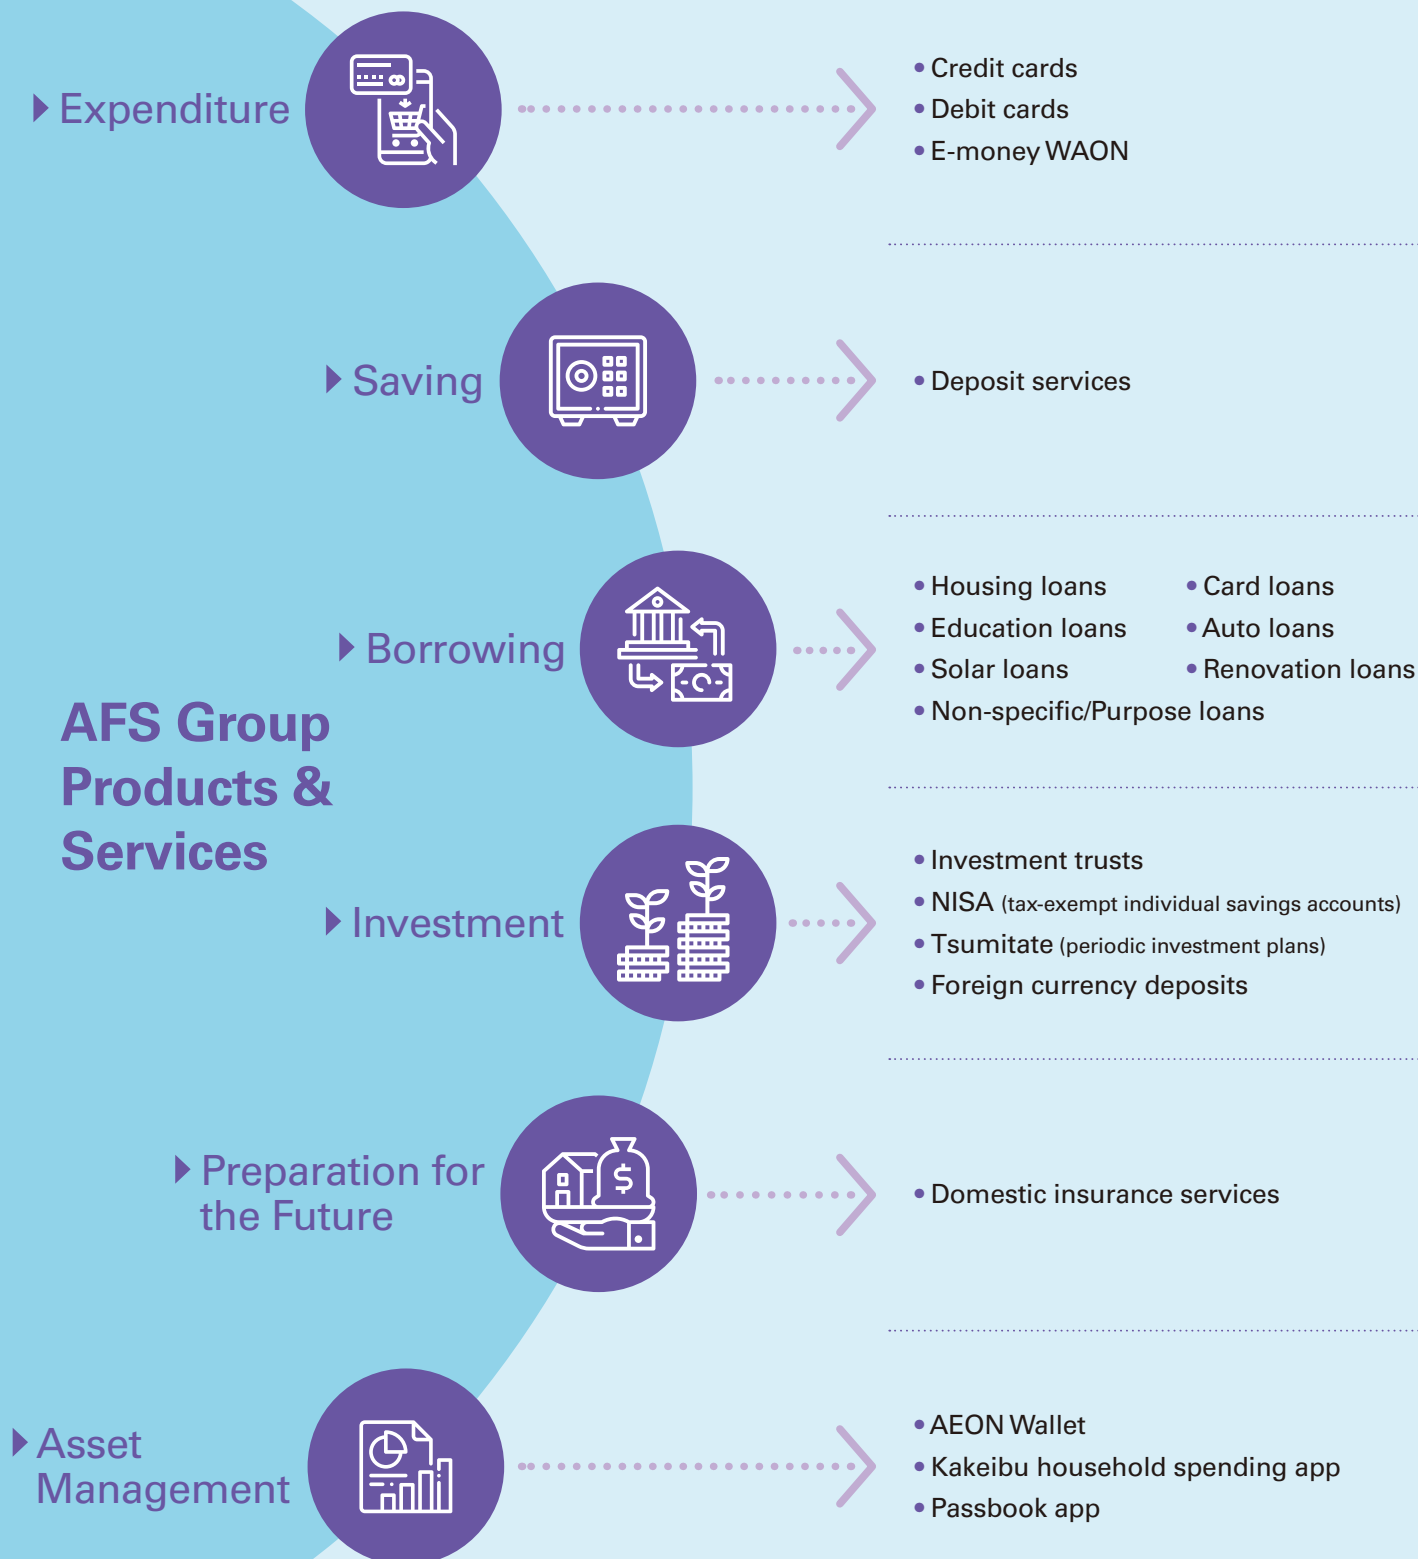 AFS Group
Products &
Services
Expenditure
• Credit cards
• Debit cards
• E-money WAON
Saving
• Deposit services
Borrowing
• Housing loans
• Card loans
• Education loans
• Auto loans
• Solar loans
• Renovation loans
• Non-specific/Purpose loans
Investment
• Investment trusts
• NISA (tax-exempt individual savings accounts)
• Tsumitate (periodic investment plans)
• Foreign currency deposits
Preparation for
the Future
$
• Domestic insurance services
Asset
Management
• AEON Wallet
• Kakeibu household spending app
• Passbook app